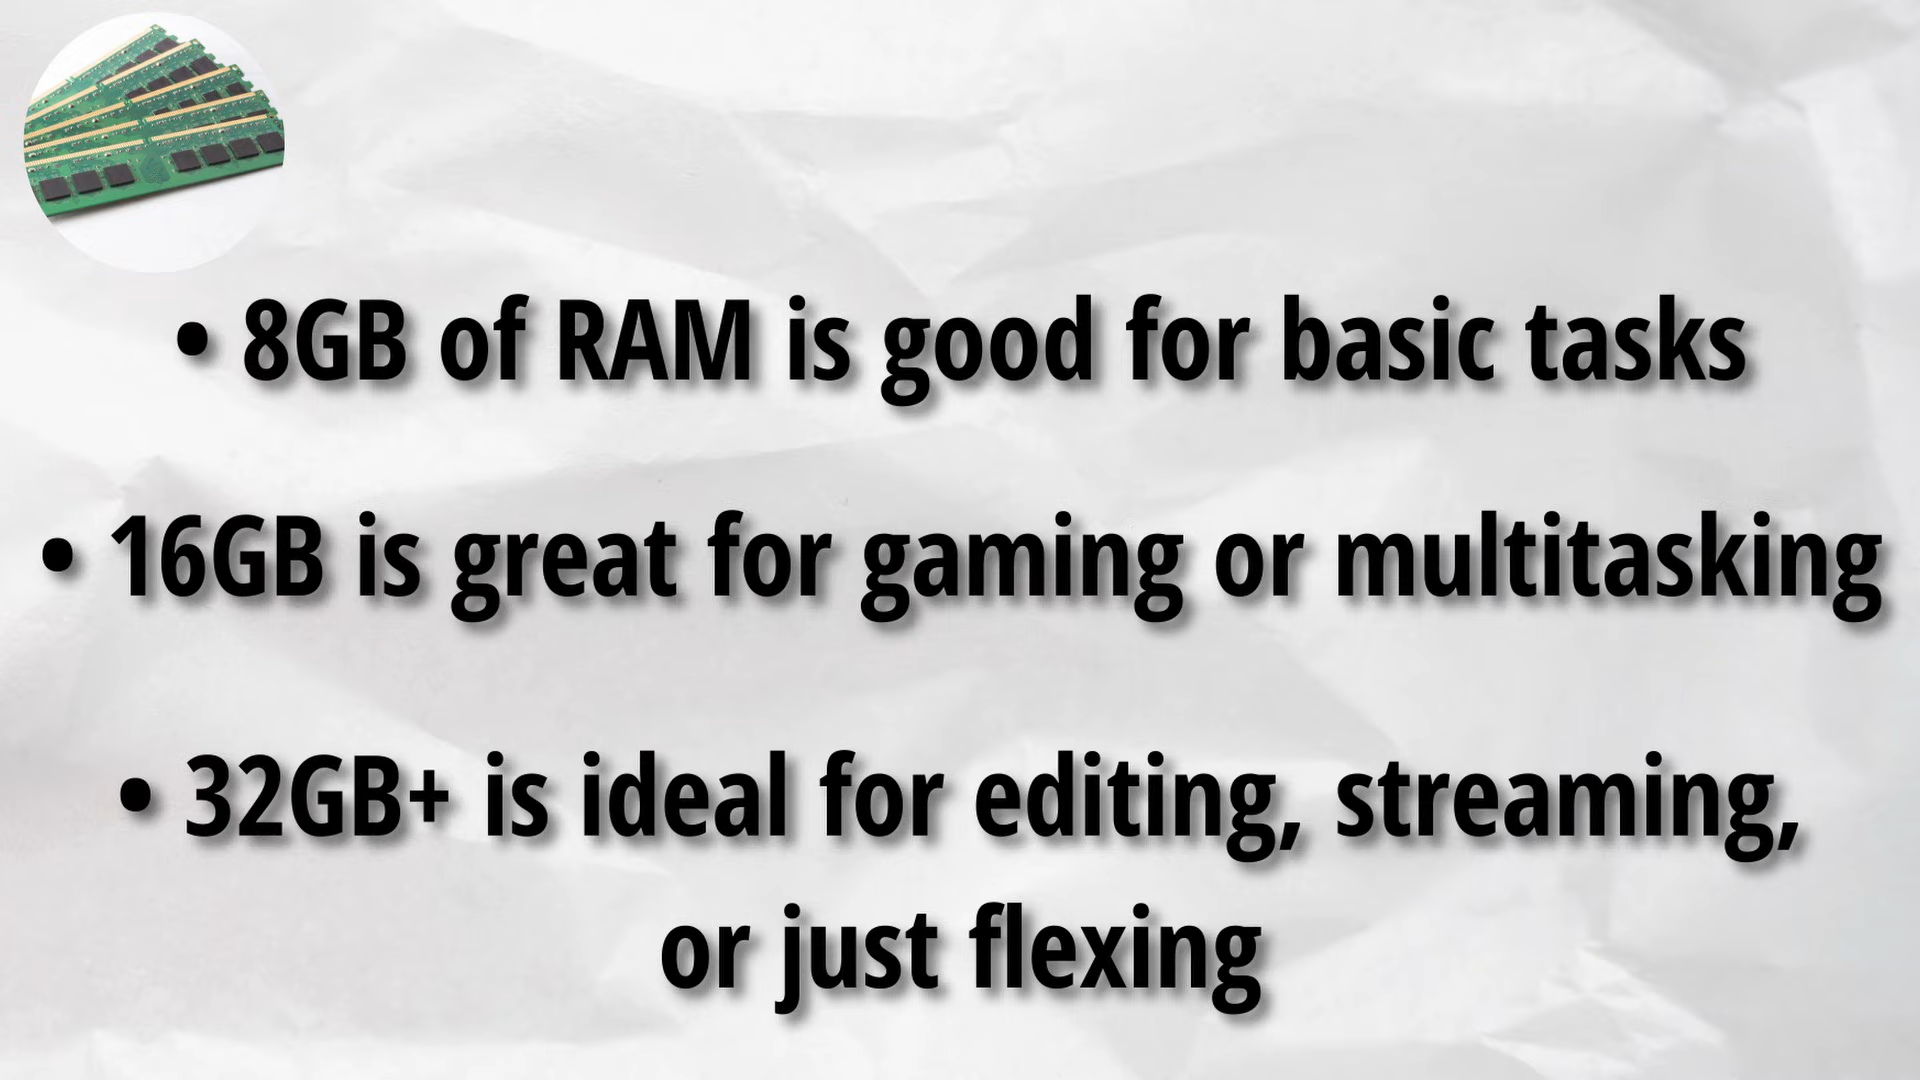 • 8GB of RAM is good for basic tasks
• 16GB is great for gaming or multitasking
• 32GB+ is ideal for editing, streaming,
or just flexing